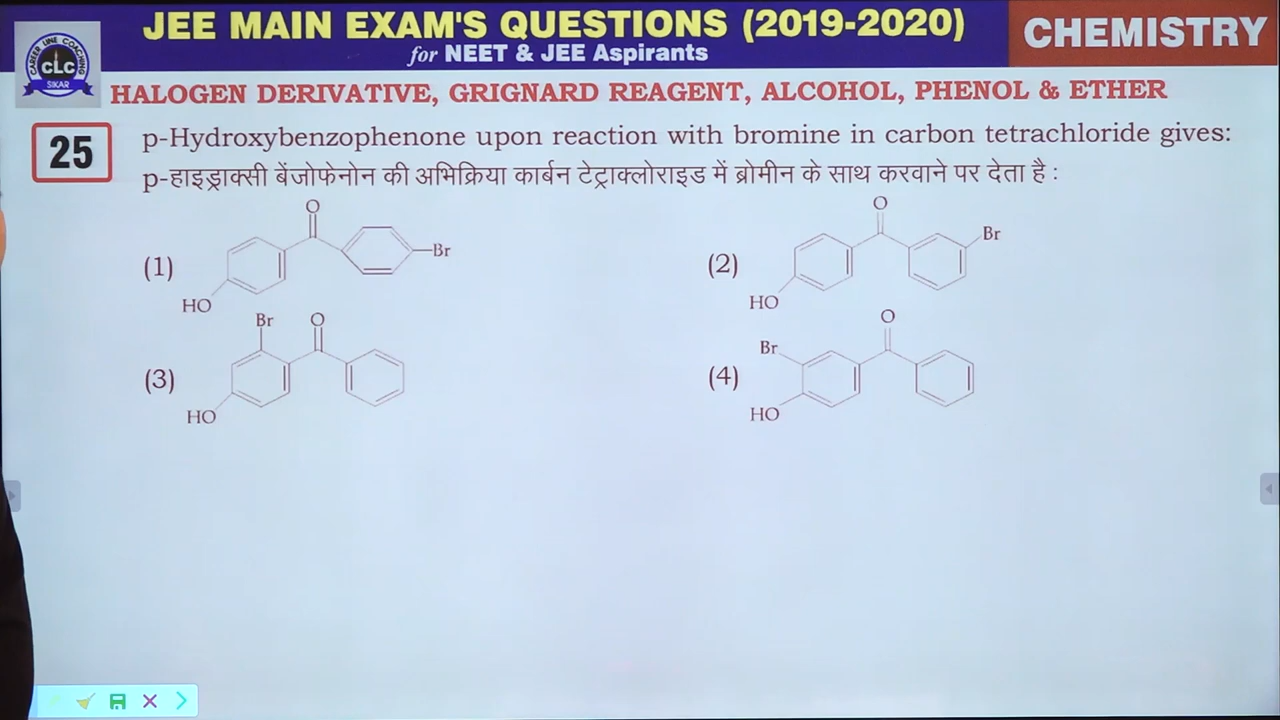 JEE MAIN EXAM'S QUESTIONS (2019-2020)
for NEET & JEE Aspirants
CHEMISTRY
CAREER LINE COACHING
CLC
SIKAR
HALOGEN DERIVATIVE, GRIGNARD REAGENT, ALCOHOL, PHENOL & ETHER
25
p-Hydroxybenzophenone upon reaction with bromine in carbon tetrachloride gives:
p-हाइड्राक्सी बेंजोफेनोन की अभिक्रिया कार्बन टेट्राक्लोराइड में ब्रोमीन के साथ करवाने पर देता है :
(1)
O
Br
HO
(2)
O
Br
HO
(3)
Br
O
HO
(4)
O
Br
HO